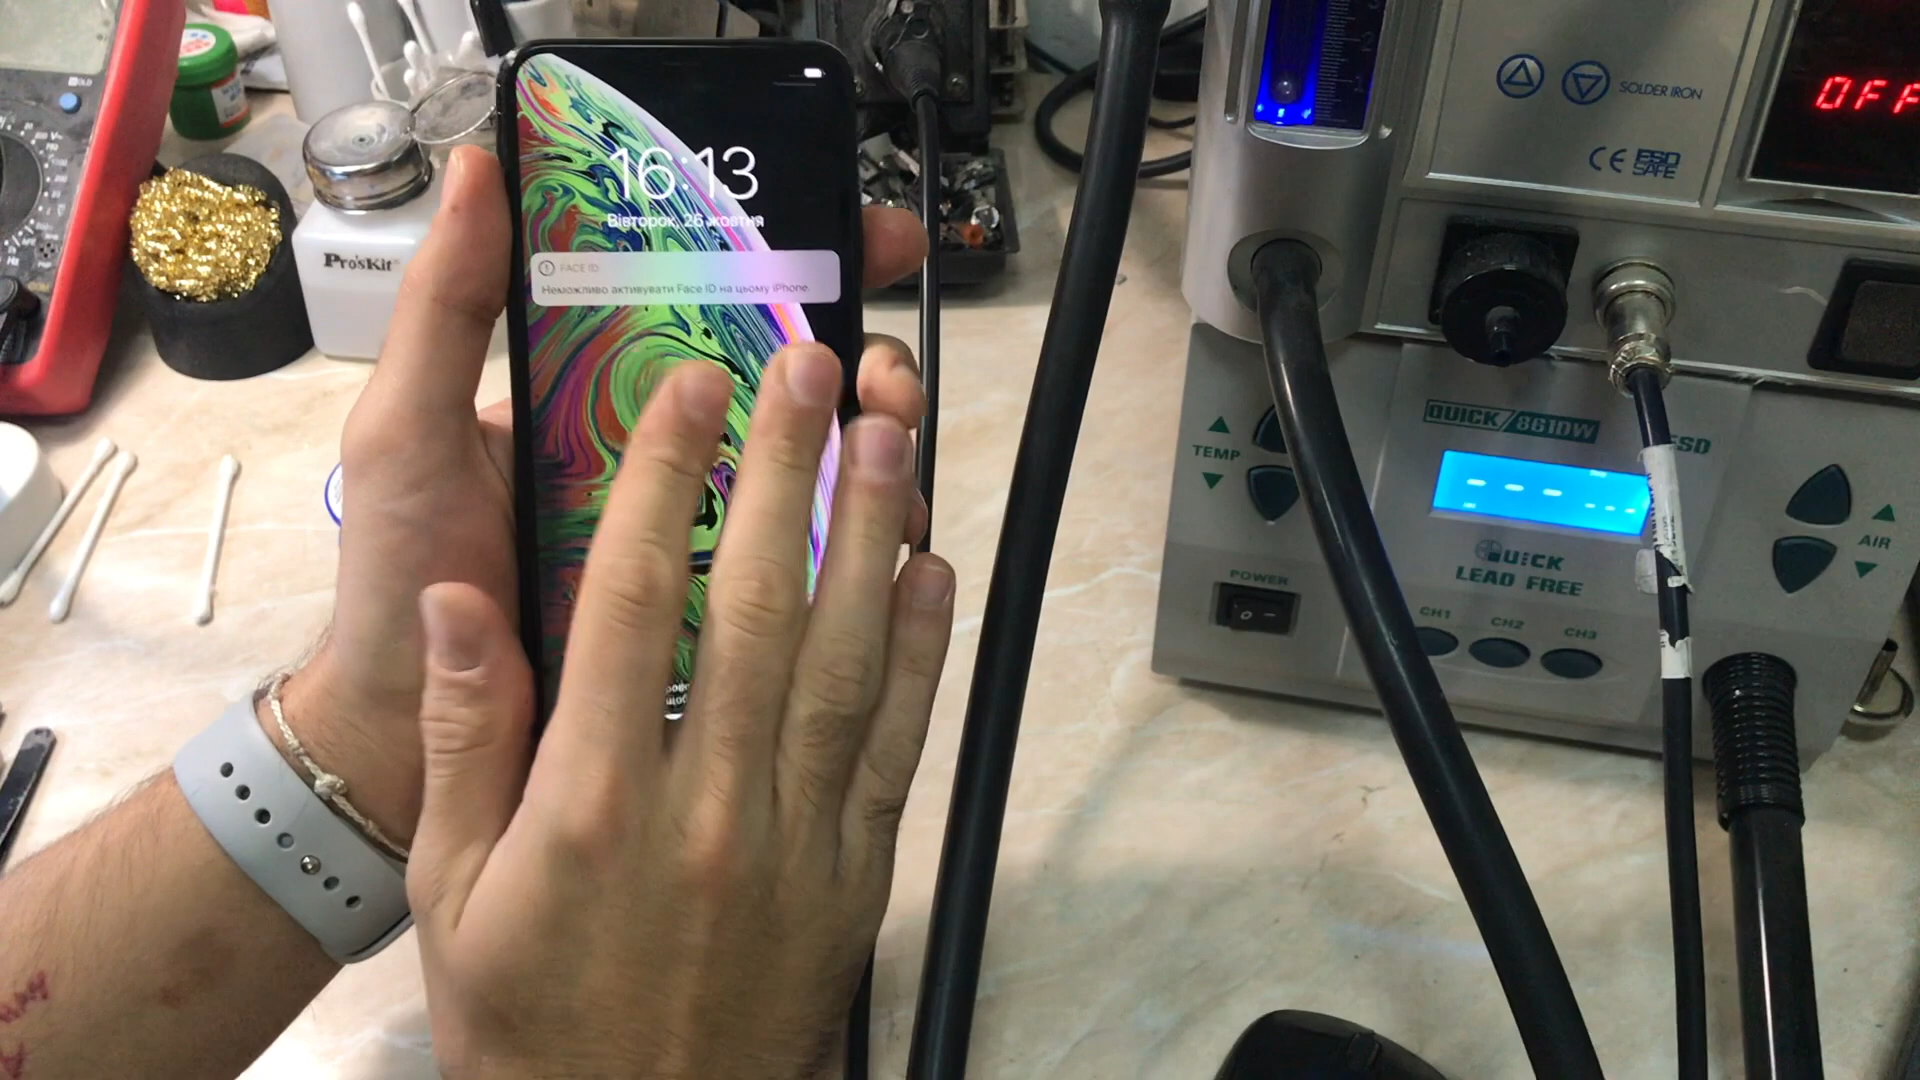 16:13
Вівторок, 26 жовтня
FACE ID
Неможливо активувати Face ID на цьому iPhone.
Pro'sKit
SOLDER IRON
CE ESD SAFE
OFF
QUICK 861DW
ESD
TEMP
AIR
QUICK
LEAD FREE
POWER
CH1
CH2
CH3